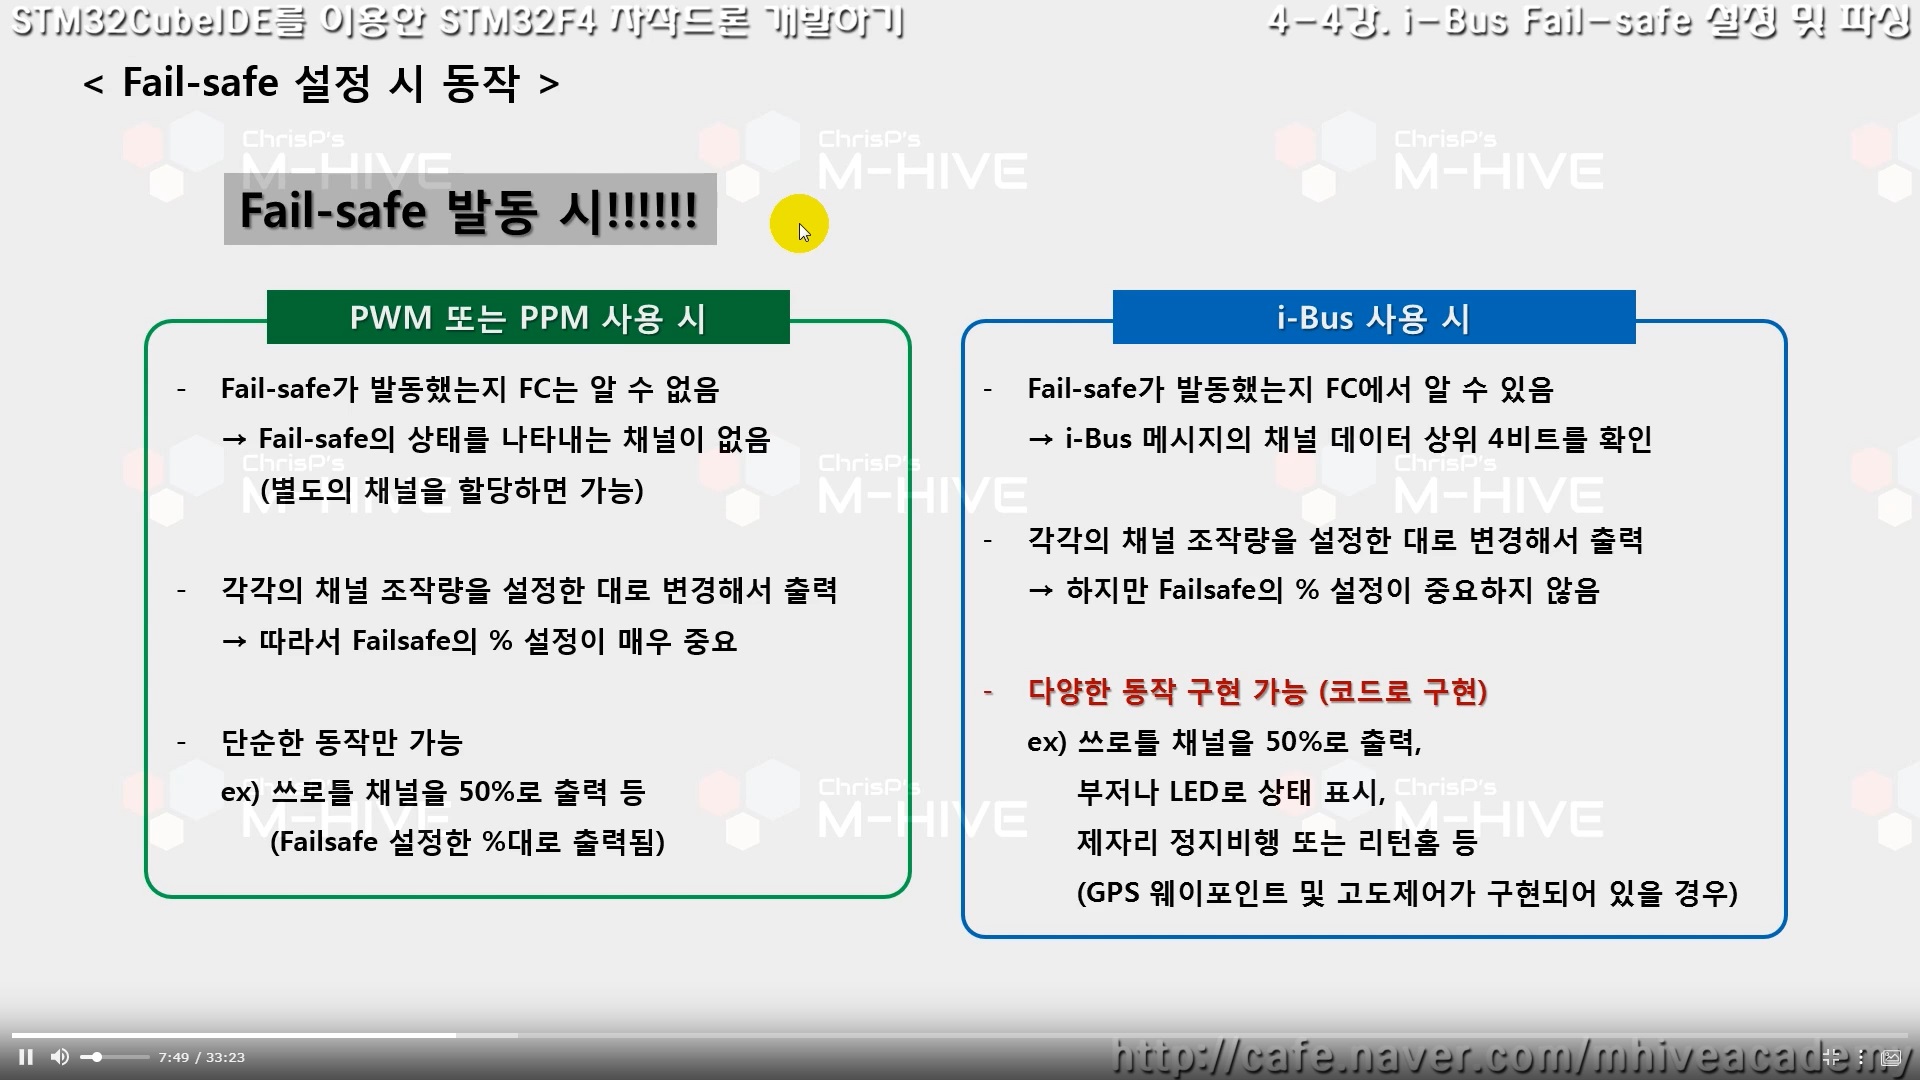 STM32CubeIDE를 이용한 STM32F4 자작드론 개발하기
4-4강. i-Bus Fail-safe 설정 및 파싱
< Fail-safe 설정 시 동작 >
Fail-safe 발동 시!!!!!!
PWM 또는 PPM 사용 시
- Fail-safe가 발동했는지 FC는 알 수 없음
→ Fail-safe의 상태를 나타내는 채널이 없음
(별도의 채널을 할당하면 가능)
- 각각의 채널 조작량을 설정한 대로 변경해서 출력
→ 따라서 Failsafe의 % 설정이 매우 중요
- 단순한 동작만 가능
ex) 쓰로틀 채널을 50%로 출력 등
(Failsafe 설정한 %대로 출력됨)
i-Bus 사용 시
- Fail-safe가 발동했는지 FC에서 알 수 있음
→ i-Bus 메시지의 채널 데이터 상위 4비트를 확인
- 각각의 채널 조작량을 설정한 대로 변경해서 출력
→ 하지만 Failsafe의 % 설정이 중요하지 않음
- 다양한 동작 구현 가능 (코드로 구현)
ex) 쓰로틀 채널을 50%로 출력,
부저나 LED로 상태 표시,
제자리 정지비행 또는 리턴홈 등
(GPS 웨이포인트 및 고도제어가 구현되어 있을 경우)
ChrisP's
M-HIVE
ChrisP's
M-HIVE
ChrisP's
M-HIVE
ChrisP's
M-HIVE
ChrisP's
M-HIVE
ChrisP's
M-HIVE
ChrisP's
M-HIVE
ChrisP's
M-HIVE
ChrisP's
M-HIVE
7:49 / 33:23
http://cafe.naver.com/mhiveacademy